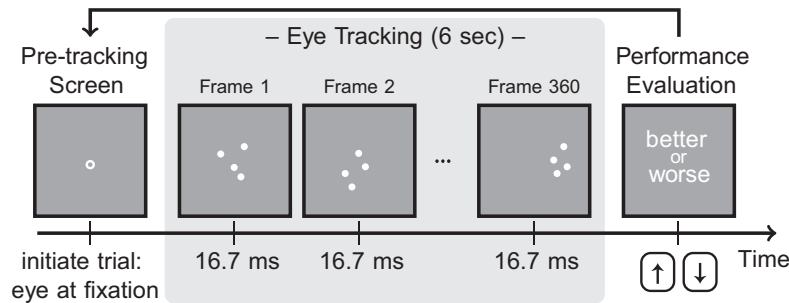 – Eye Tracking (6 sec) –
Pre-tracking
Screen
Performance
Evaluation
Frame 1
Frame 2
Frame 360
better
or
worse
...
initiate trial:
eye at fixation
16.7 ms
16.7 ms
16.7 ms
↑ ↓
Time